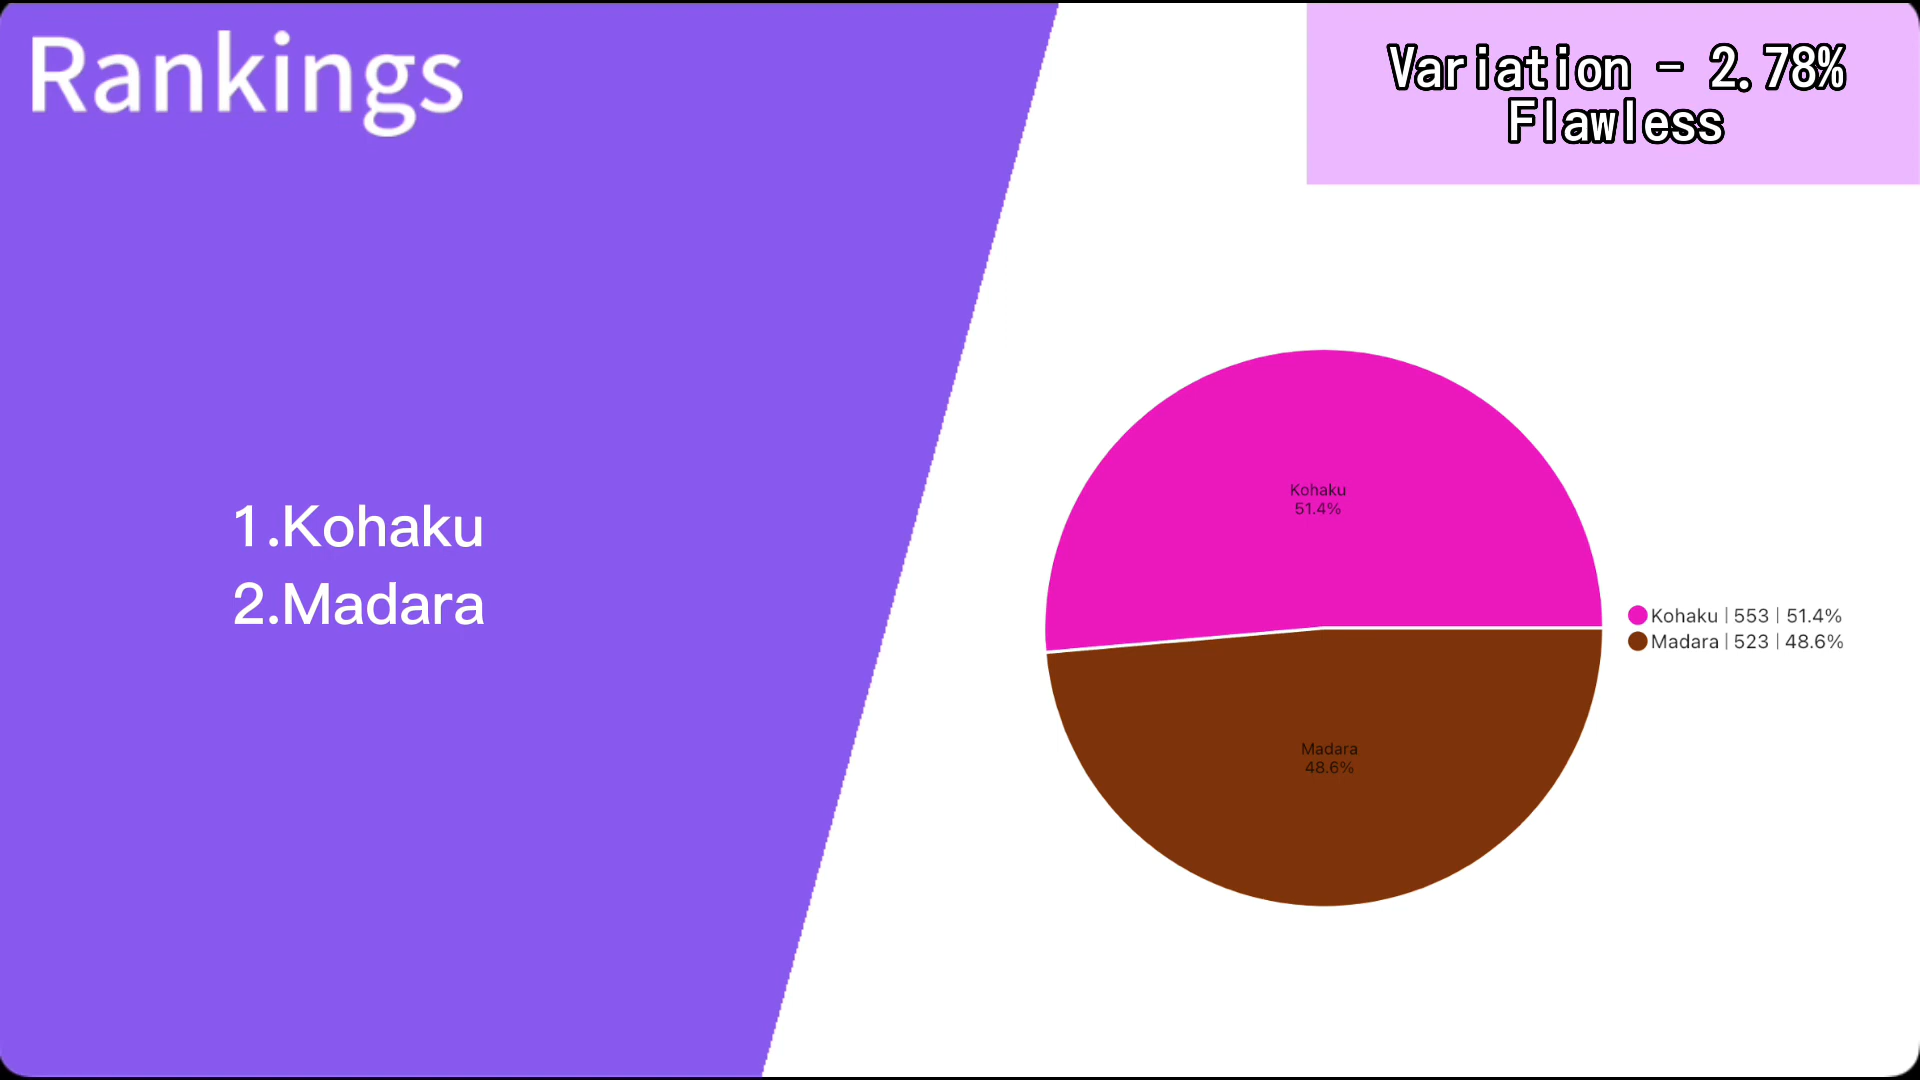 Rankings
Variation - 2.78%
Flawless
1.Kohaku
2.Madara
Kohaku
51.4%
Madara
48.6%
Kohaku | 553 | 51.4%
Madara | 523 | 48.6%